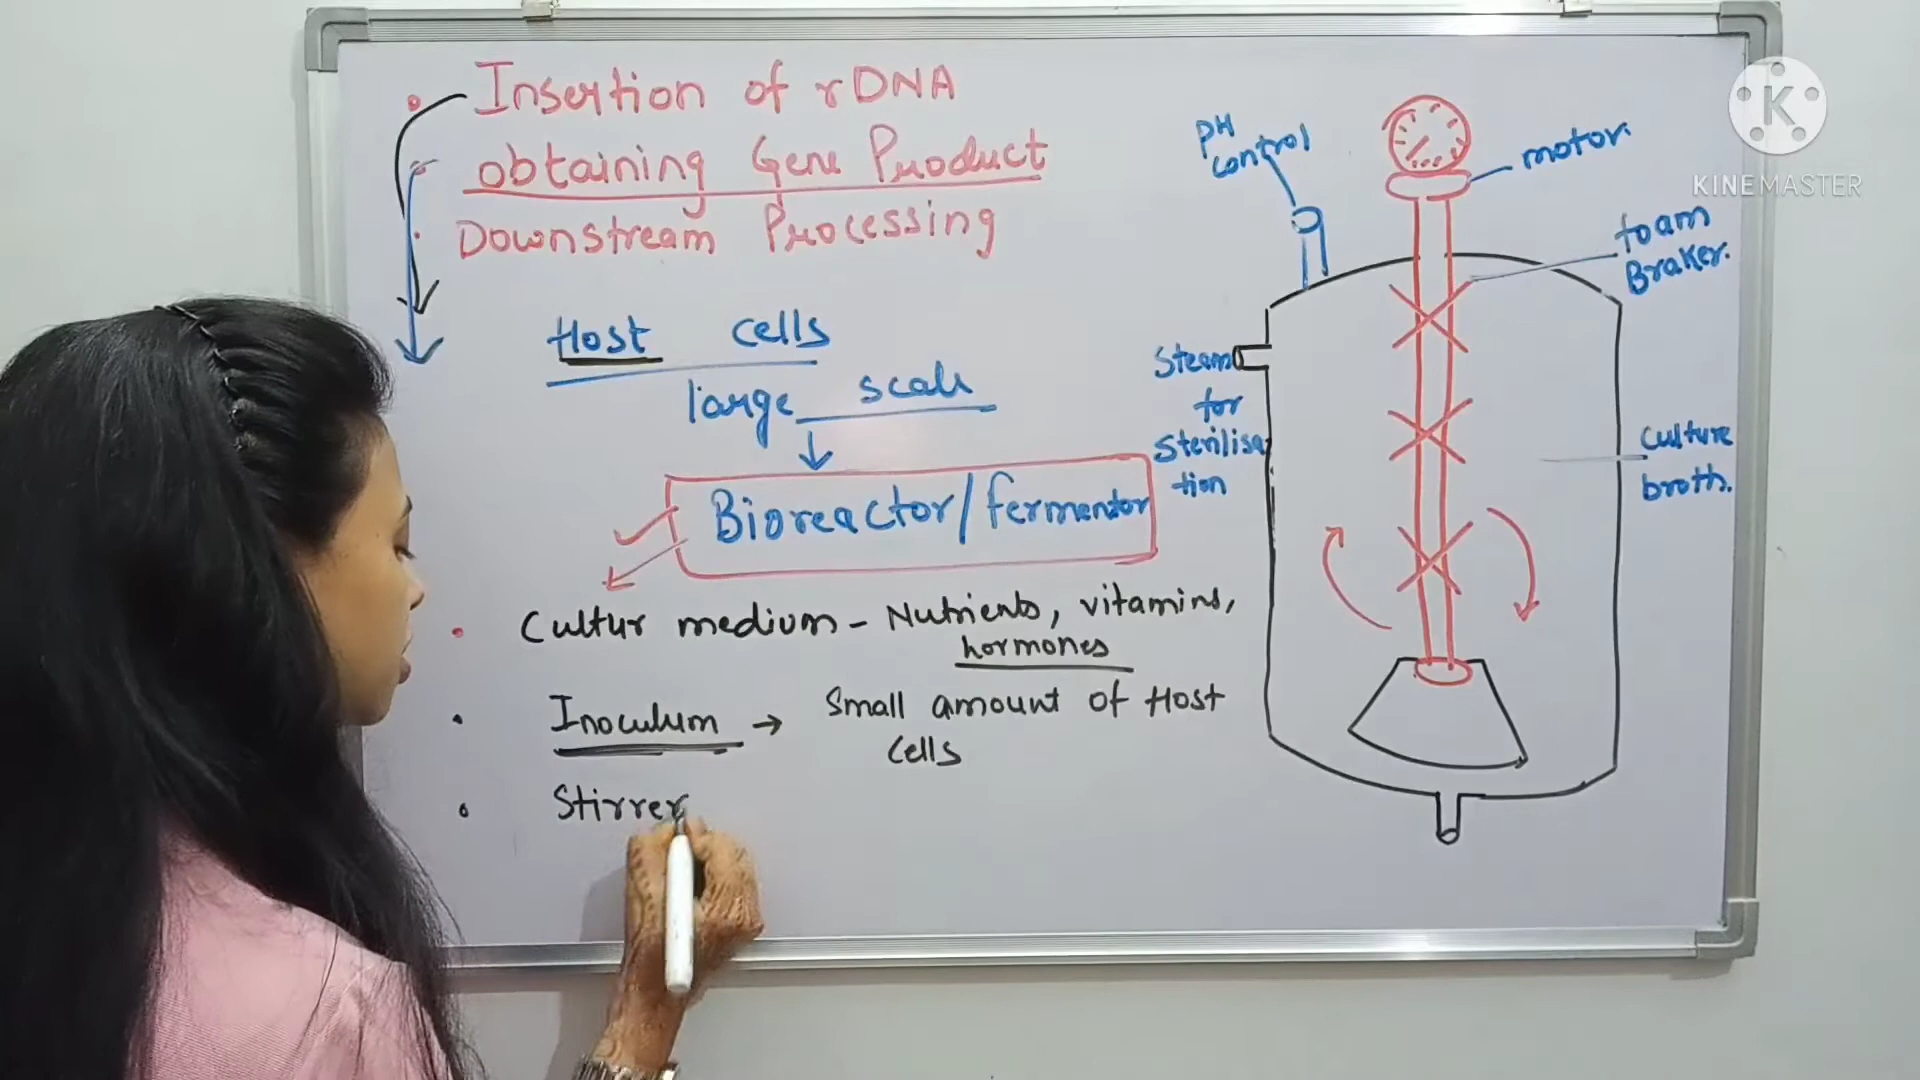 Insertion of rDNA
obtaining Gene Product
Downstream Processing
Host cells
large scale
Bioreactor/fermentor
Cultur medium - Nutrients, vitamins,
hormones
Inoculum → Small amount of Host
cells
Stirrer
PH
control
motor.
foam
Braker.
Steam
for
Sterilisa
tion
Culture
broth.
K
KINEMASTER